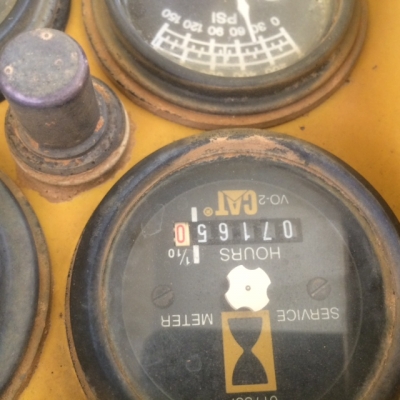 SERVICE METER
HOURS 1/10
071650
CAT®
VO-2
PSI
0 30 60 90 120 150